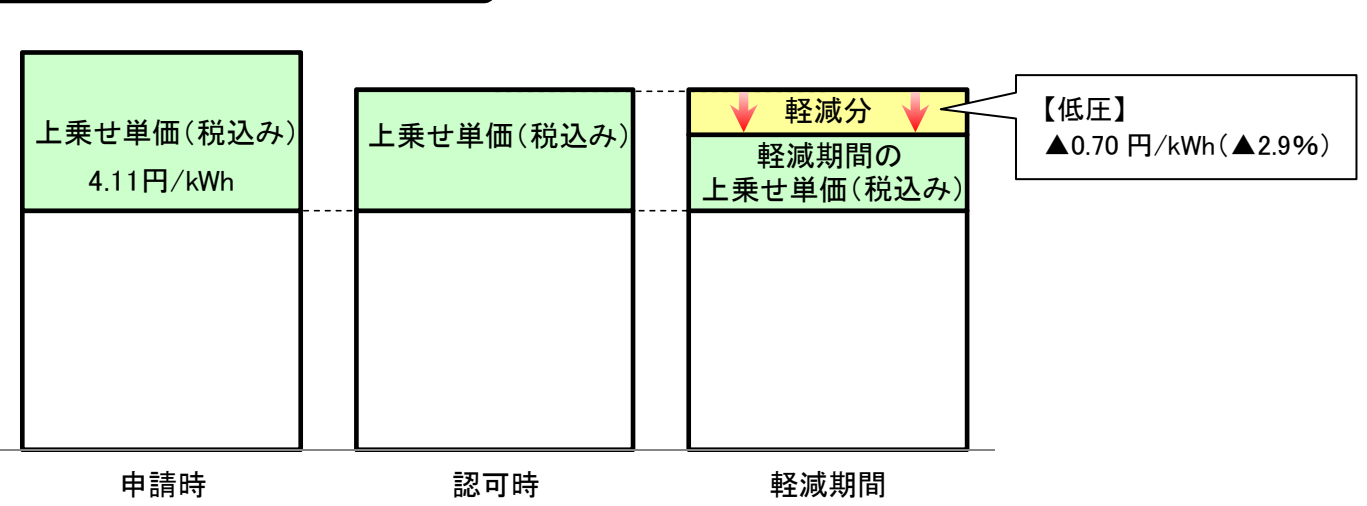 上乗せ単価(税込み)
4.11円/kWh
上乗せ単価(税込み)
軽減分
軽減期間の
上乗せ単価(税込み)
【低圧】
▲0.70 円/kWh(▲2.9%)
申請時
認可時
軽減期間